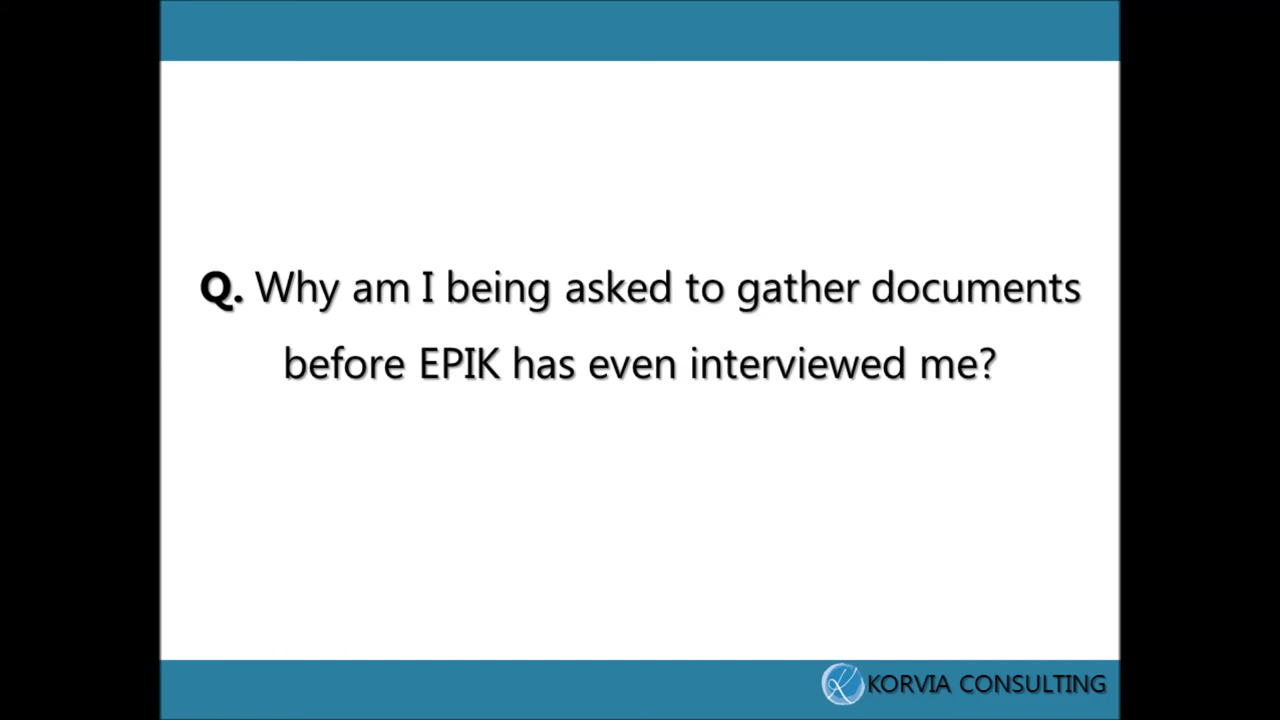 Q. Why am I being asked to gather documents
before EPIK has even interviewed me?
KORVIA CONSULTING